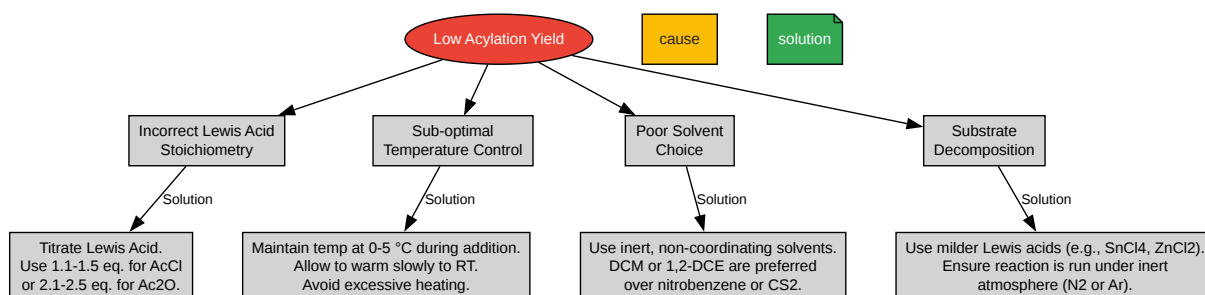 Low Acylation Yield
cause
solution
Incorrect Lewis Acid
Stoichiometry
Sub-optimal
Temperature Control
Poor Solvent
Choice
Substrate
Decomposition
Solution
Solution
Solution
Solution
Titrate Lewis Acid.
Use 1.1-1.5 eq. for AcCl
or 2.1-2.5 eq. for Ac2O.
Maintain temp at 0-5 °C during addition.
Allow to warm slowly to RT.
Avoid excessive heating.
Use inert, non-coordinating solvents.
DCM or 1,2-DCE are preferred
over nitrobenzene or CS2.
Use milder Lewis acids (e.g., SnCl4, ZnCl2).
Ensure reaction is run under inert
atmosphere (N2 or Ar).